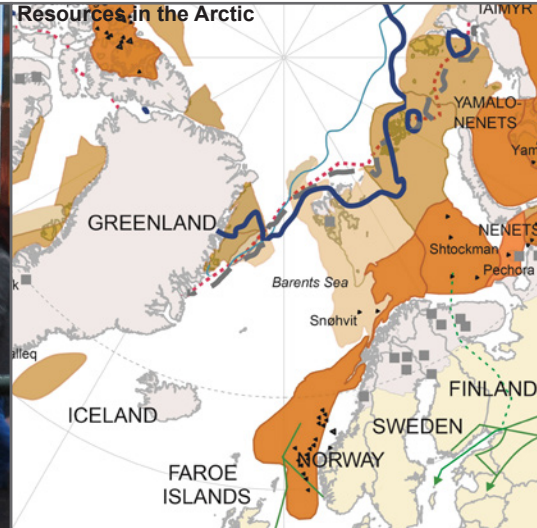 Resources in the Arctic
TAIMYR
YAMALO-
NENETS
Yam
GREENLAND
NENETS
Shtockman
Pechora
Barents Sea
k
Snøhvit
alleq
FINLAND
ICELAND
SWEDEN
NORWAY
FAROE
ISLANDS